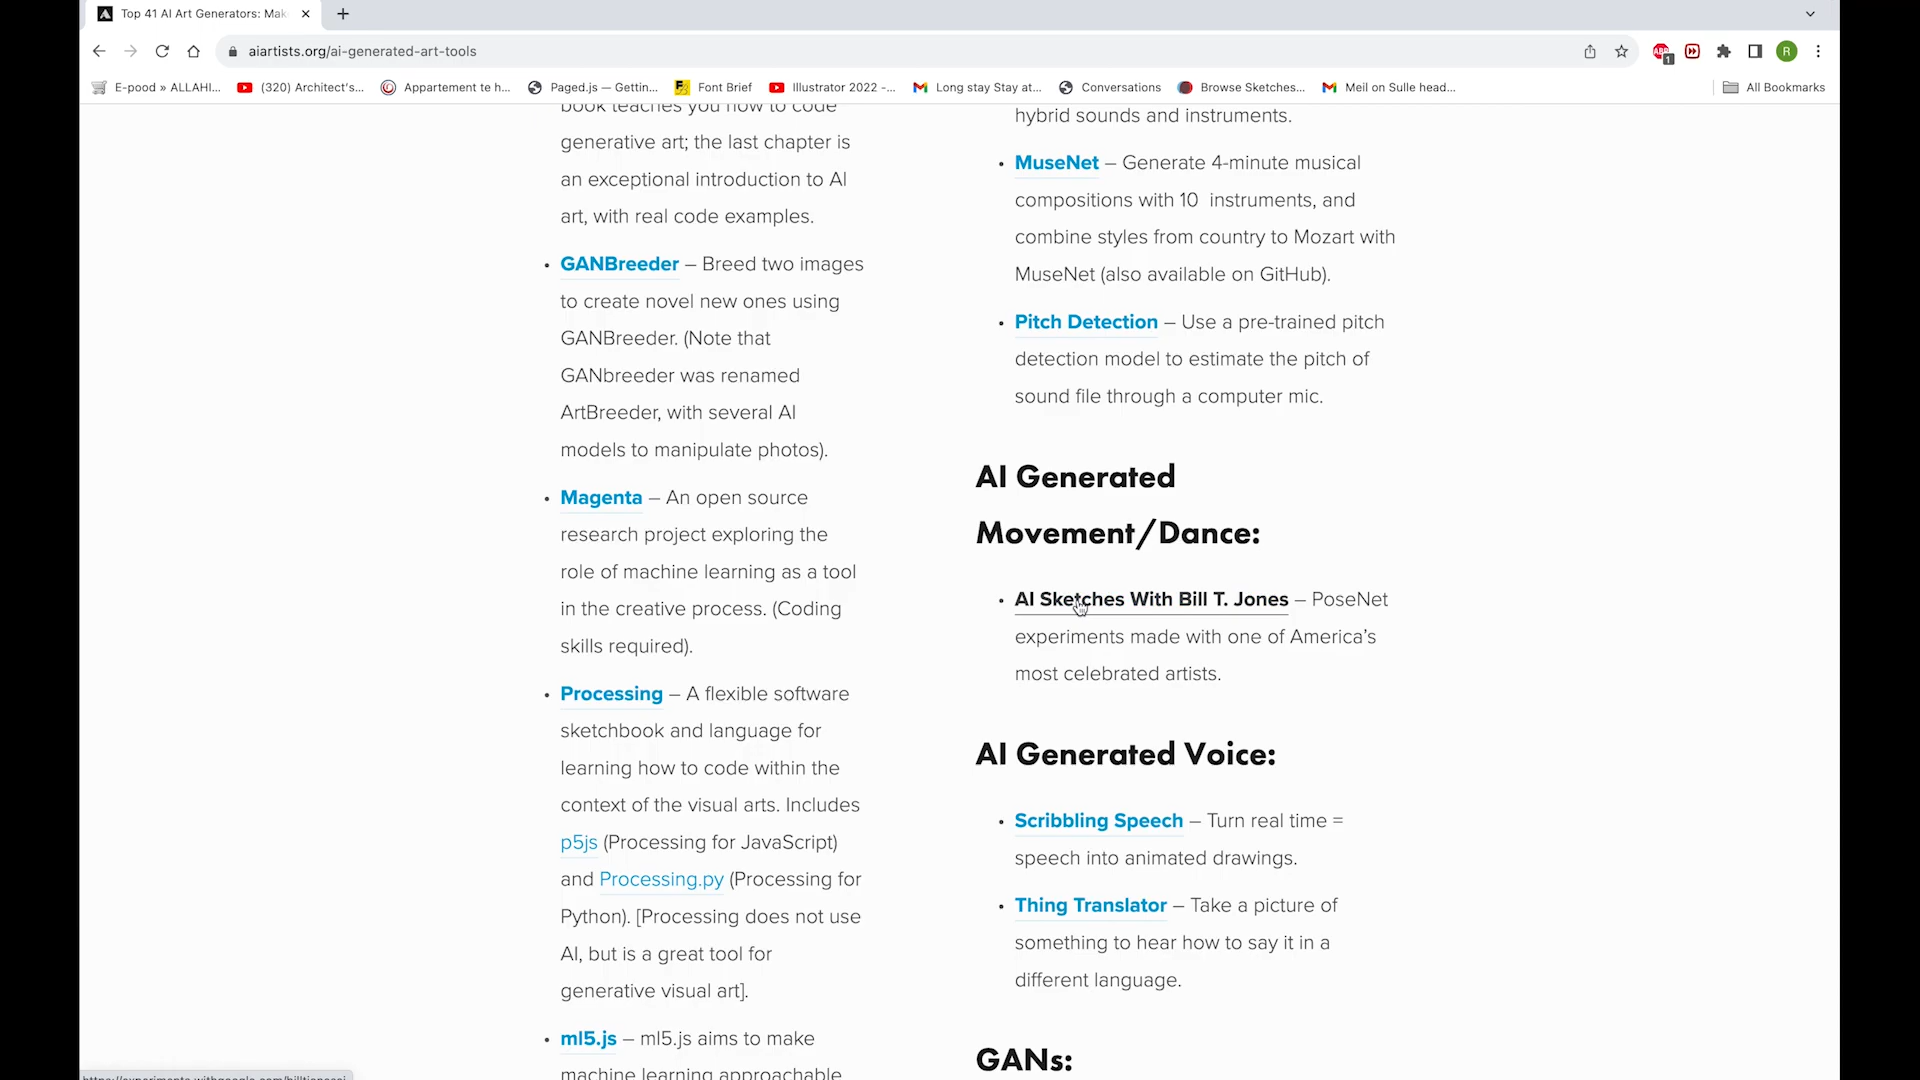 Top 41 AI Art Generators: Mak
aiartists.org/ai-generated-art-tools
1
R
E-pood » ALLAHI...
(320) Architect's...
Appartement te h...
Paged.js — Gettin...
Font Brief
Illustrator 2022 -...
Long stay Stay at...
Conversations
Browse Sketches...
Meil on Sulle head...
All Bookmarks
book teaches you how to code
generative art; the last chapter is
an exceptional introduction to AI
art, with real code examples.
• GANBreeder – Breed two images
to create novel new ones using
GANBreeder. (Note that
GANbreeder was renamed
ArtBreeder, with several AI
models to manipulate photos).
• Magenta – An open source
research project exploring the
role of machine learning as a tool
in the creative process. (Coding
skills required).
• Processing – A flexible software
sketchbook and language for
learning how to code within the
context of the visual arts. Includes
p5js (Processing for JavaScript)
and Processing.py (Processing for
Python). [Processing does not use
AI, but is a great tool for
generative visual art].
• ml5.js – ml5.js aims to make
machine learning approachable
hybrid sounds and instruments.
• MuseNet – Generate 4-minute musical
compositions with 10 instruments, and
combine styles from country to Mozart with
MuseNet (also available on GitHub).
• Pitch Detection – Use a pre-trained pitch
detection model to estimate the pitch of
sound file through a computer mic.
AI Generated
Movement/Dance:
• AI Sketches With Bill T. Jones – PoseNet
experiments made with one of America's
most celebrated artists.
AI Generated Voice:
• Scribbling Speech – Turn real time =
speech into animated drawings.
• Thing Translator – Take a picture of
something to hear how to say it in a
different language.
GANs: